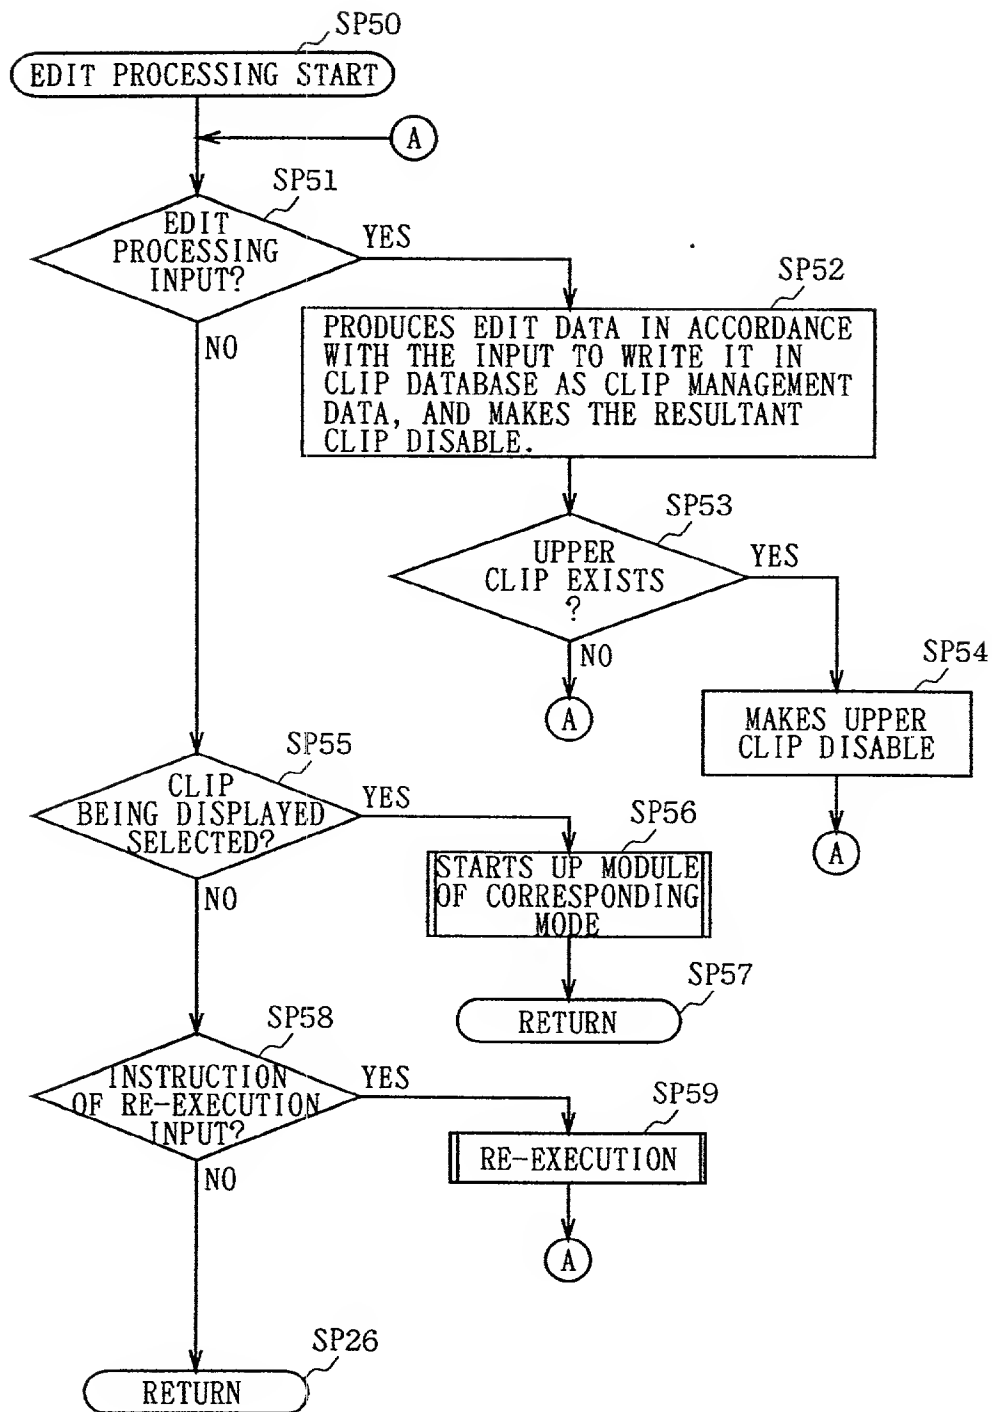 SP50
EDIT PROCESSING START
A
SP51
EDIT
PROCESSING
INPUT?
YES
NO
SP52
PRODUCES EDIT DATA IN ACCORDANCE
WITH THE INPUT TO WRITE IT IN
CLIP DATABASE AS CLIP MANAGEMENT
DATA, AND MAKES THE RESULTANT
CLIP DISABLE.
SP53
UPPER
CLIP EXISTS
?
YES
NO
A
SP54
MAKES UPPER
CLIP DISABLE
A
SP55
CLIP
BEING DISPLAYED
SELECTED?
YES
NO
SP56
STARTS UP MODULE
OF CORRESPONDING
MODE
SP57
RETURN
SP58
INSTRUCTION
OF RE-EXECUTION
INPUT?
YES
NO
SP59
RE-EXECUTION
A
SP26
RETURN